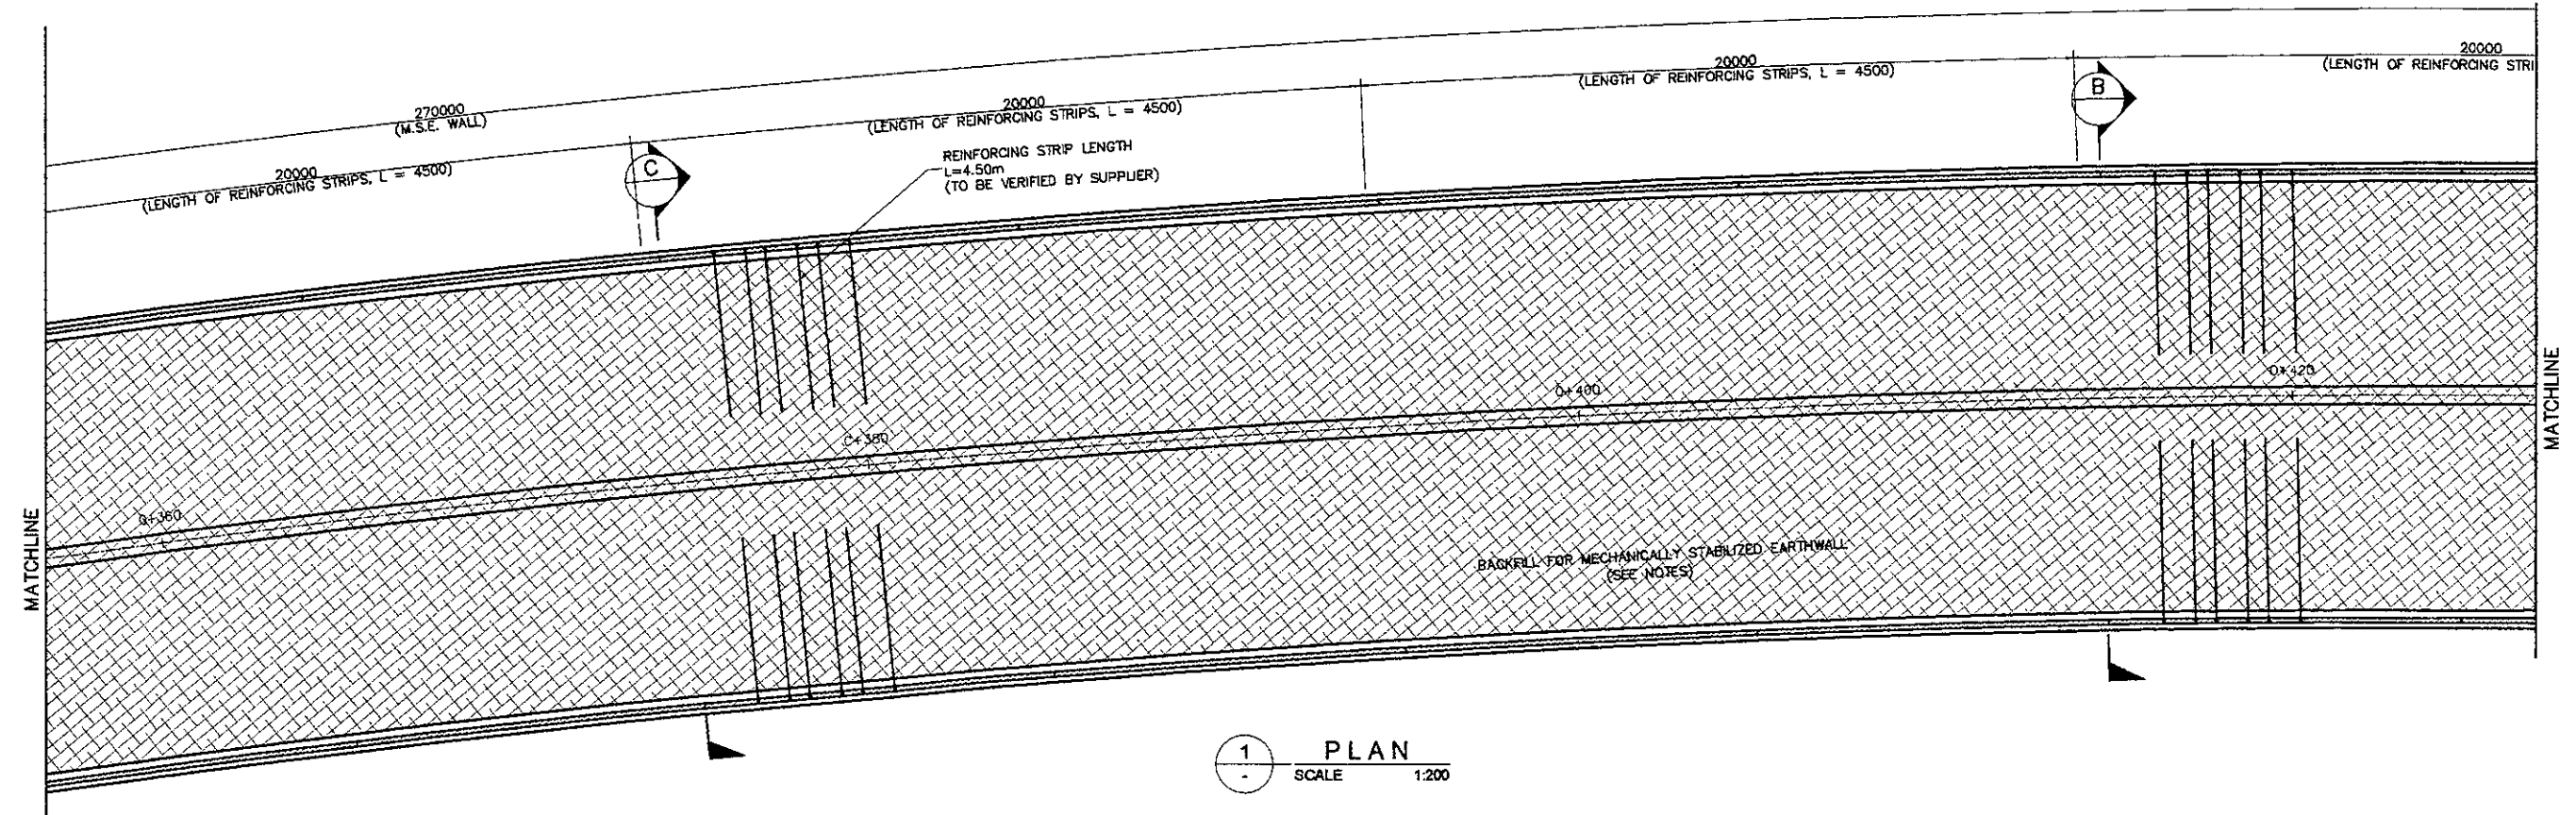 20000
(LENGTH OF REINFORCING STRI
20000
(LENGTH OF REINFORCING STRIPS, L = 4500)
B
270000
(M.S.E. WALL)
20000
(LENGTH OF REINFORCING STRIPS, L = 4500)
REINFORCING STRIP LENGTH
L=4.50m
(TO BE VERIFIED BY SUPPLIER)
20000
(LENGTH OF REINFORCING STRIPS, L = 4500)
C
MATCHLINE
0+420
0+400
0+380
0+360
MATCHLINE
BACKFILL FOR MECHANICALLY STABILIZED EARTHWALL
(SEE NOTES)
1
-
PLAN
SCALE 1:200